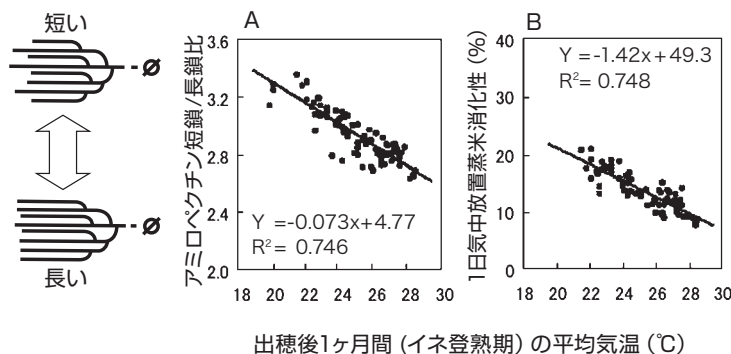 短い
長い
A
アミロペクチン短鎖/長鎖比
3.6
3.2
2.8
2.4
2.0
Y =-0.073x+4.77
R²= 0.746
18 20 22 24 26 28 30
B
1日気中放置蒸米消化性 (%)
40
30
20
10
0
Y =-1.42x+49.3
R²= 0.748
18 20 22 24 26 28 30
出穂後1ヶ月間 (イネ登熟期) の平均気温 (℃)